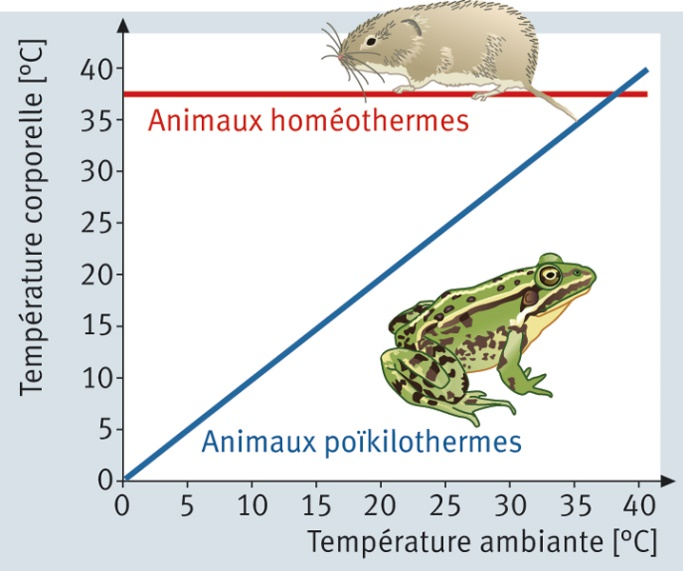 Température corporelle [°C]
40
35
30
25
20
15
10
5
0
Animaux homéothermes
Animaux poïkilothermes
0 5 10 15 20 25 30 35 40
Température ambiante [°C]